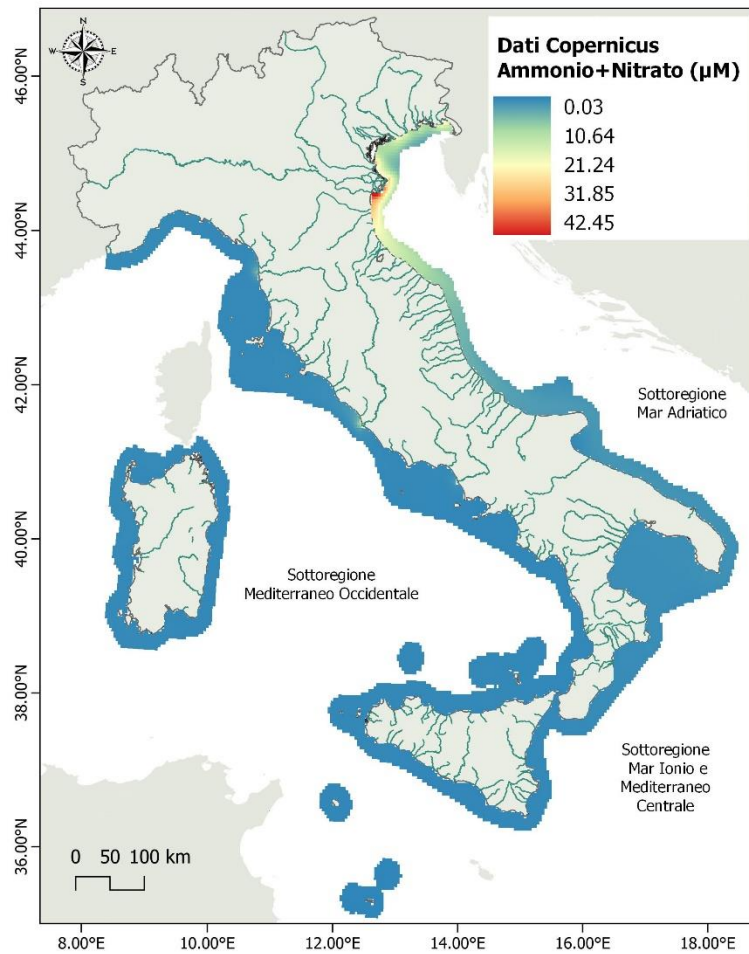 N
W E
S
46.00°N
44.00°N
42.00°N
40.00°N
38.00°N
36.00°N
Dati Copernicus
Ammonio+Nitrato (µM)
0.03
10.64
21.24
31.85
42.45
Sottoregione
Mar Adriatico
Sottoregione
Mediterraneo Occidentale
Sottoregione
Mar Ionio e
Mediterraneo
Centrale
0 50 100 km
8.00°E 10.00°E 12.00°E 14.00°E 16.00°E 18.00°E